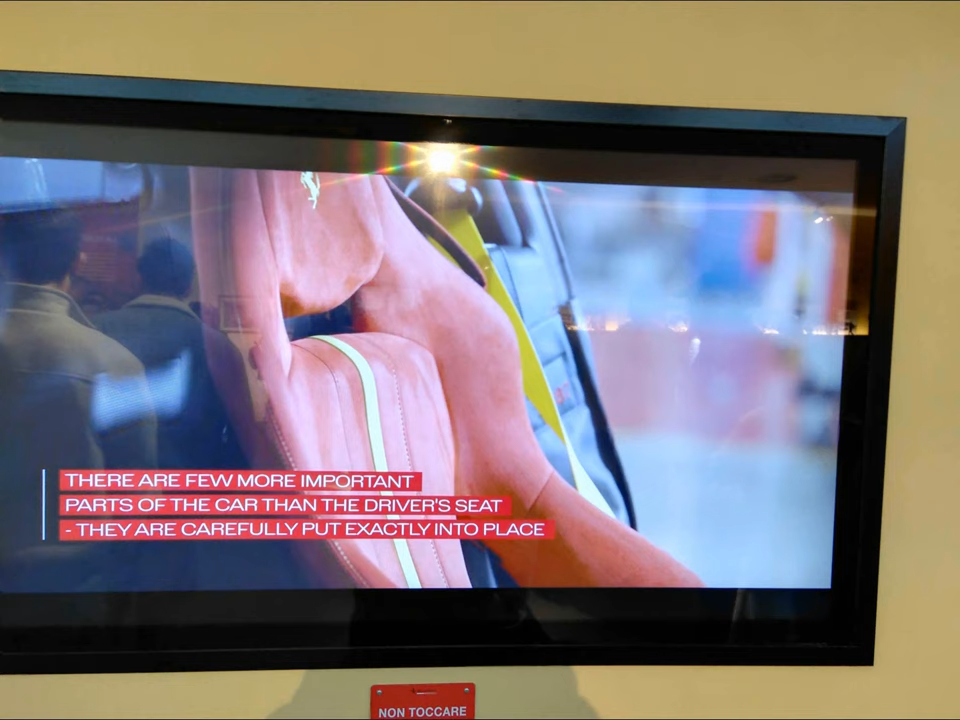 THERE ARE FEW MORE IMPORTANT
PARTS OF THE CAR THAN THE DRIVER'S SEAT
- THEY ARE CAREFULLY PUT EXACTLY INTO PLACE
NON TOCCARE